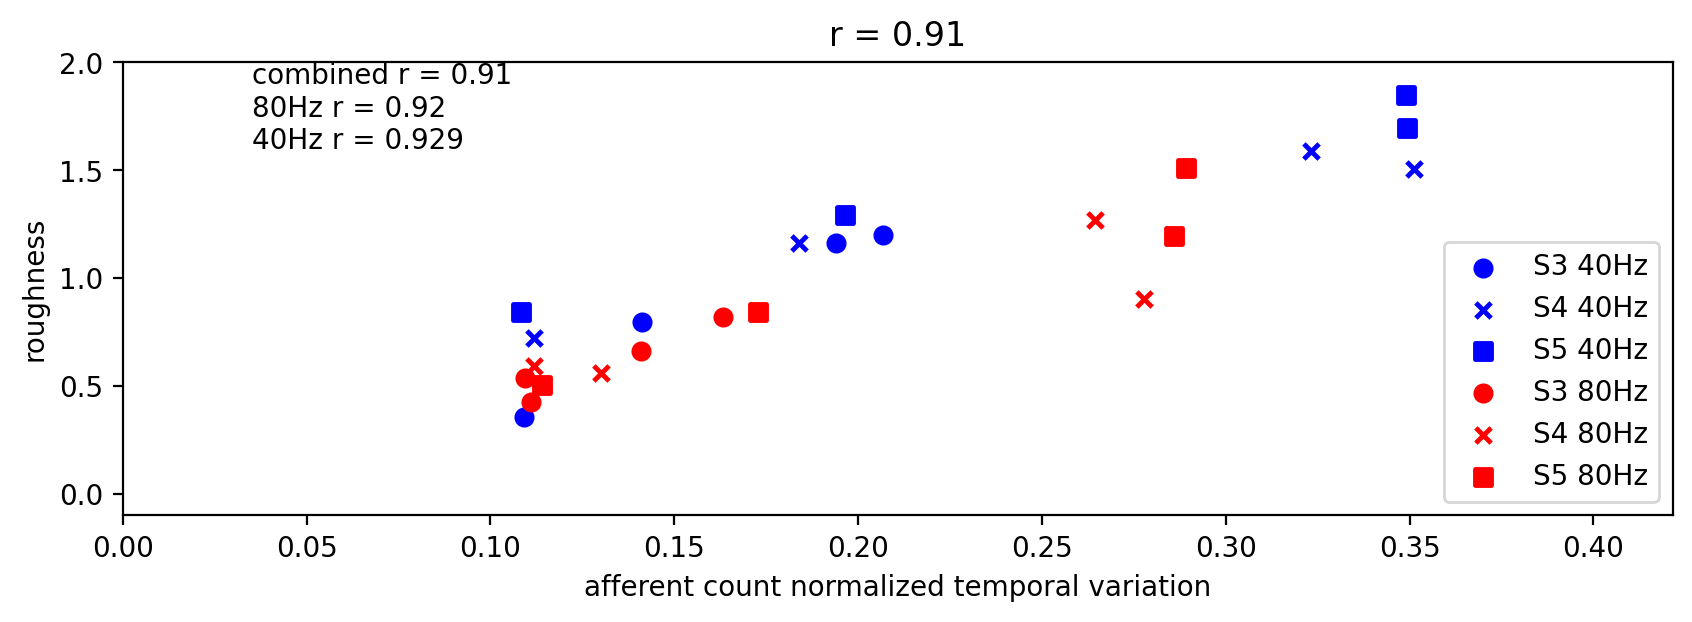 r = 0.91
combined r = 0.91
80Hz r = 0.92
40Hz r = 0.929
roughness
2.0
1.5
1.0
0.5
0.0
S3 40Hz
S4 40Hz
S5 40Hz
S3 80Hz
S4 80Hz
S5 80Hz
0.00 0.05 0.10 0.15 0.20 0.25 0.30 0.35 0.40
afferent count normalized temporal variation